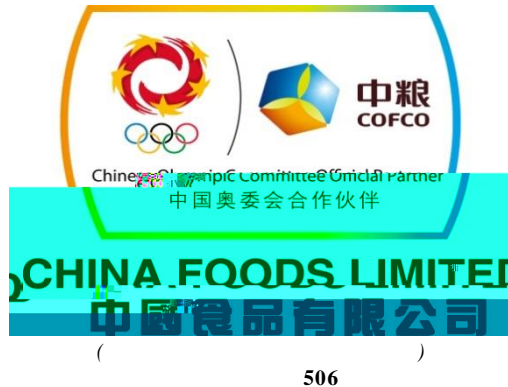 中粮
COFCO
Chinese Olympic Committee Official Partner
中国奥委会合作伙伴
CHINA FOODS LIMITED
中国食品有限公司
( )
506